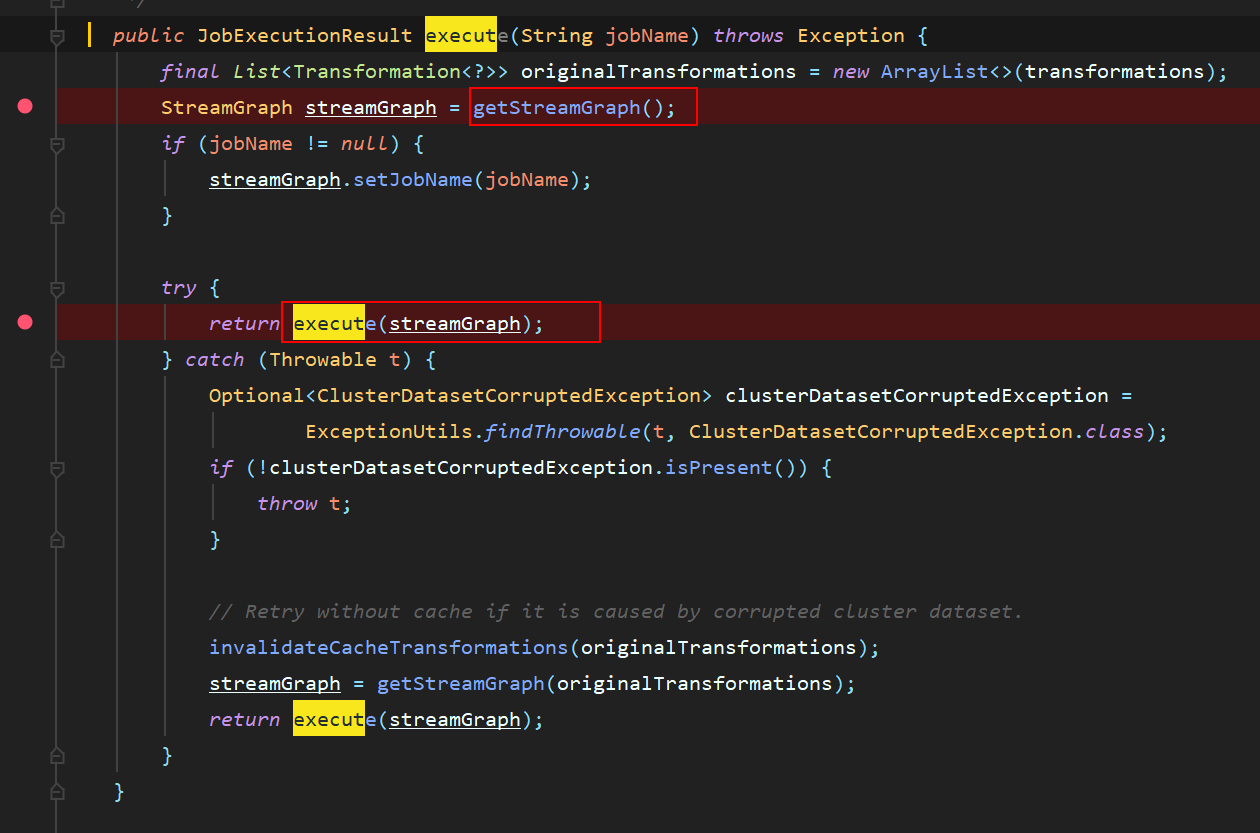 */
public JobExecutionResult execute(String jobName) throws Exception {
final List<Transformation<?>> originalTransformations = new ArrayList<>(transformations);
StreamGraph streamGraph = getStreamGraph();
if (jobName != null) {
streamGraph.setJobName(jobName);
}
try {
return execute(streamGraph);
} catch (Throwable t) {
Optional<ClusterDatasetCorruptedException> clusterDatasetCorruptedException =
ExceptionUtils.findThrowable(t, ClusterDatasetCorruptedException.class);
if (!clusterDatasetCorruptedException.isPresent()) {
throw t;
}
// Retry without cache if it is caused by corrupted cluster dataset.
invalidateCacheTransformations(originalTransformations);
streamGraph = getStreamGraph(originalTransformations);
return execute(streamGraph);
}
}